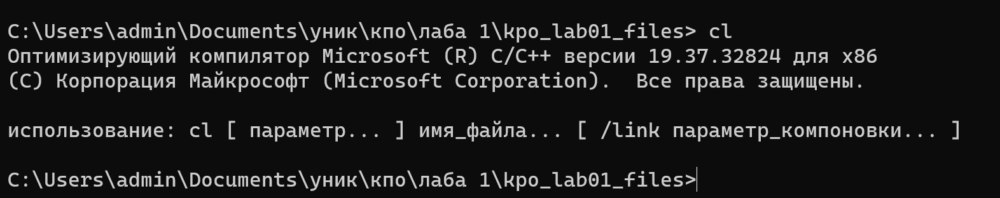 C:\Users\admin\Documents\уник\кпо\лаба 1\kpo_lab01_files> cl
Оптимизирующий компилятор Microsoft (R) C/C++ версии 19.37.32824 для x86
(C) Корпорация Майкрософт (Microsoft Corporation).  Все права защищены.
использование: cl [ параметр... ] имя_файла... [ /link параметр_компоновки... ]
C:\Users\admin\Documents\уник\кпо\лаба 1\kpo_lab01_files>